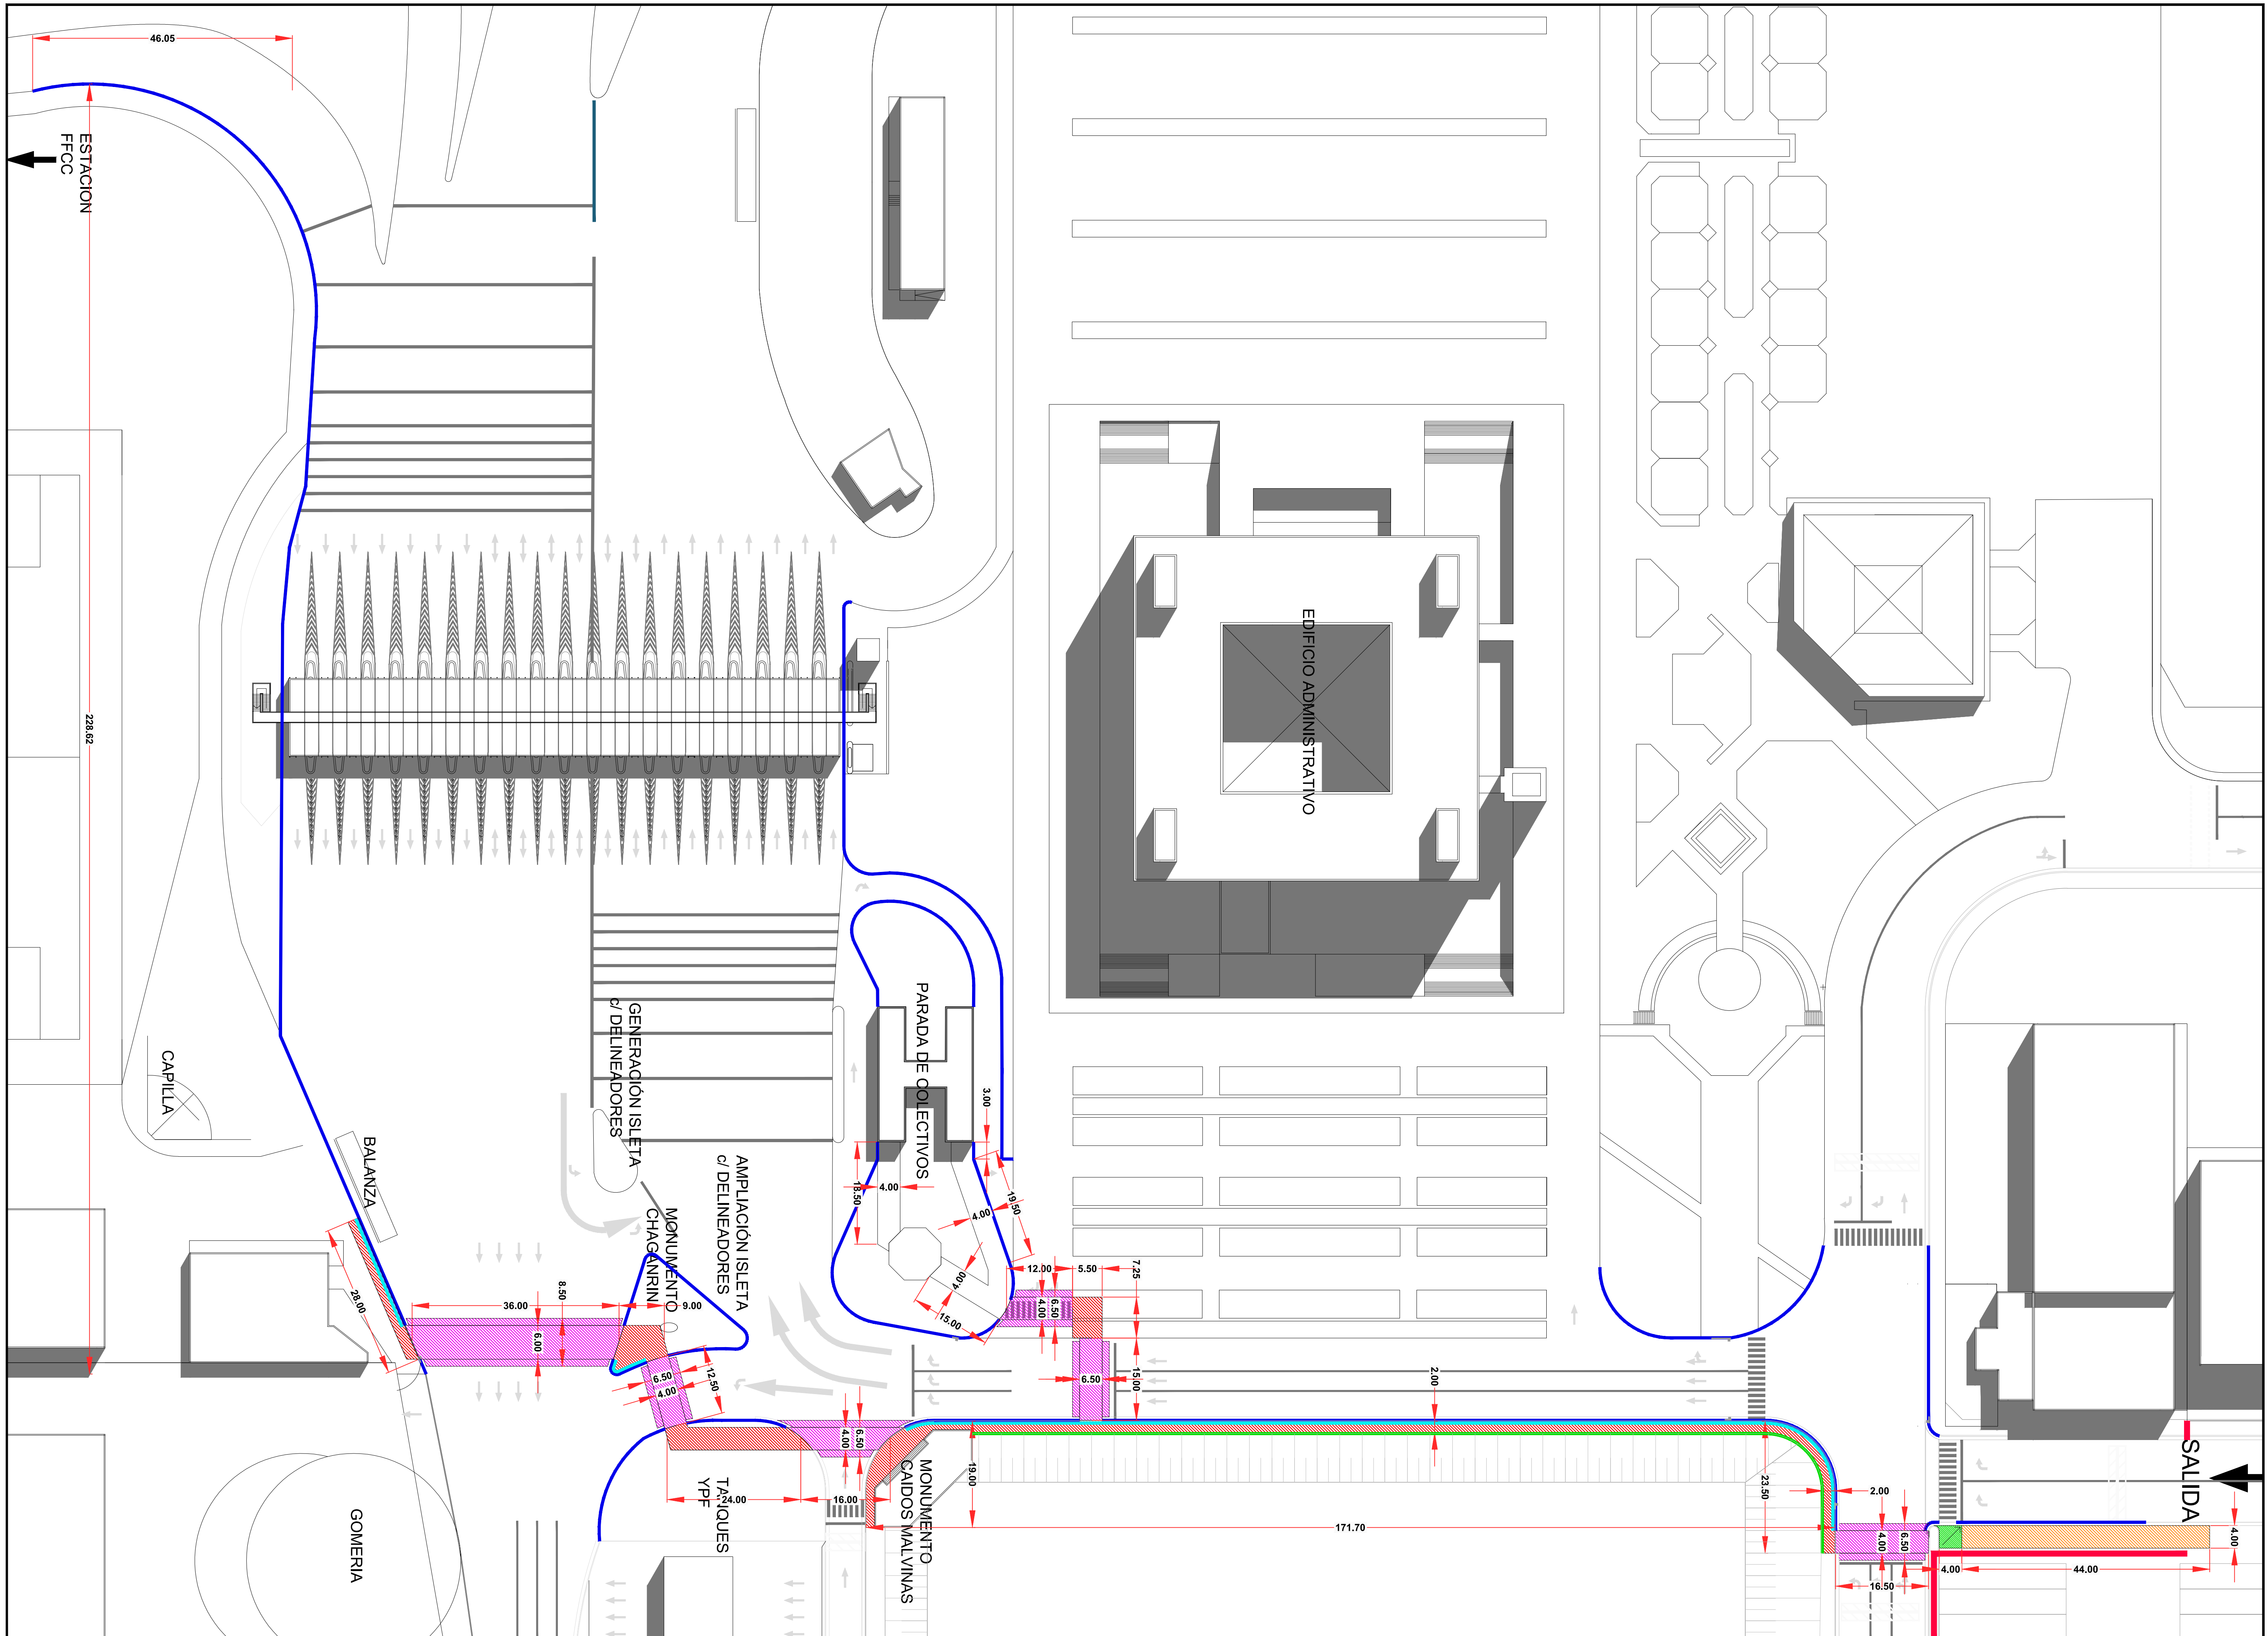 46.05
ESTACION
FFCC
228.62
EDIFICIO ADMINISTRATIVO
PARADA DE COLECTIVOS
GENERACIÓN ISLETA
c/ DELINEADORES
CAPILLA
BALANZA
AMPLIACIÓN ISLETA
c/ DELINEADORES
MONUMENTO
CHAGANRIN
3.00
18.50
4.00
19.50
4.00
4.00
15.00
12.00
5.50
7.25
6.50
4.00
15.00
6.50
28.00
36.00
8.50
6.00
9.00
12.50
6.50
4.00
6.50
4.00
24.00
16.00
19.00
2.00
171.70
23.50
2.00
6.50
4.00
16.50
4.00
44.00
4.00
SALIDA
GOMERIA
TANQUES
YPF
MONUMENTO
CAIDOS MALVINAS